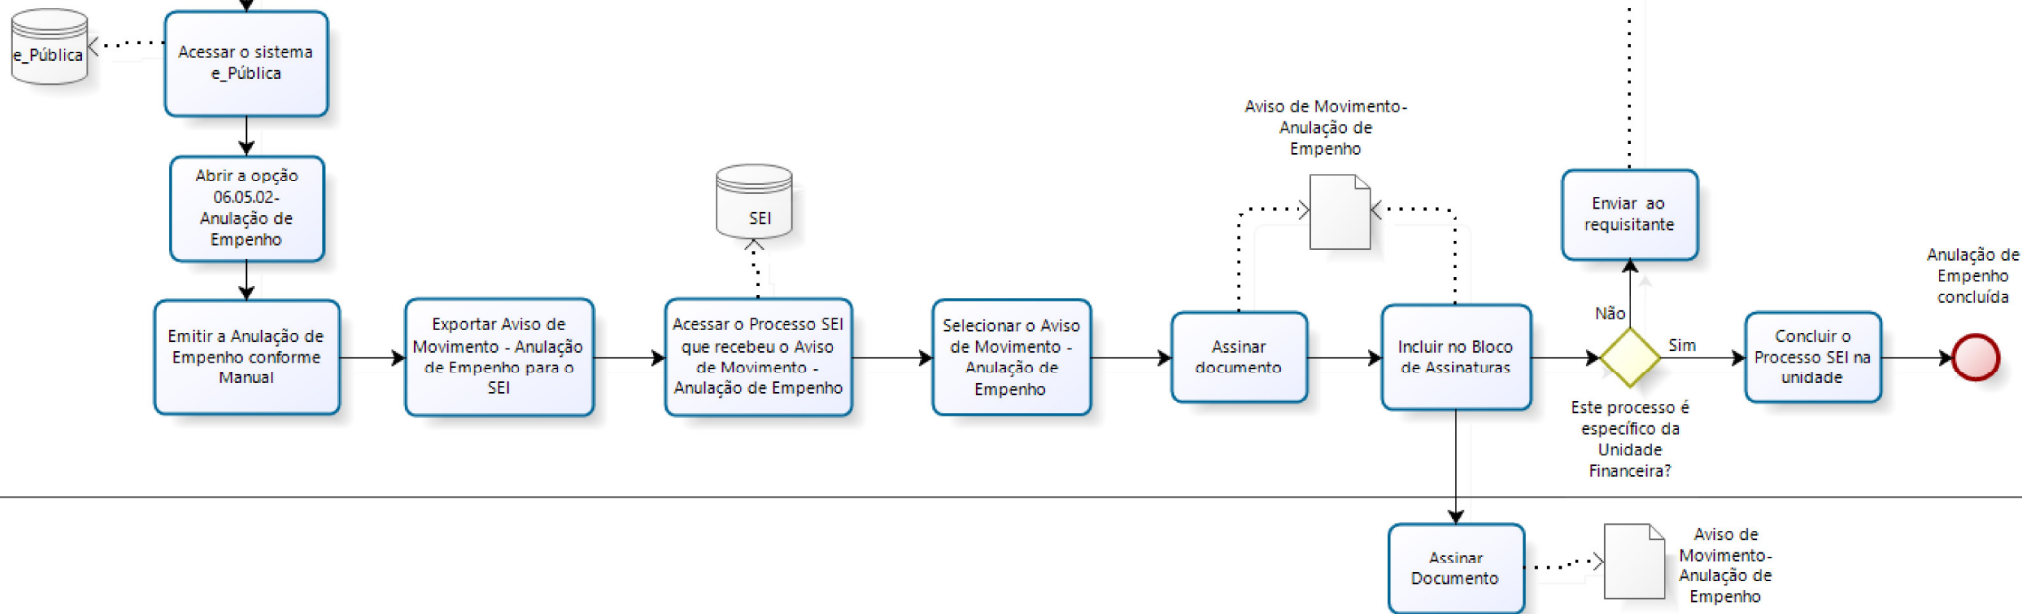 e_Pública
Acessar o sistema
e_Pública
Abrir a opção
06.05.02-
Anulação de
Empenho
Emitir a Anulação de
Empenho conforme
Manual
Exportar Aviso de
Movimento - Anulação
de Empenho para o
SEI
SEI
Acessar o Processo SEI
que recebeu o Aviso
de Movimento -
Anulação de Empenho
Selecionar o Aviso
de Movimento -
Anulação de
Empenho
Assinar
documento
Aviso de Movimento-
Anulação de
Empenho
Incluir no Bloco
de Assinaturas
Enviar ao
requisitante
Não
Sim
Este processo é
específico da
Unidade
Financeira?
Concluir o
Processo SEI na
unidade
Anulação de
Empenho
concluída
Assinar
Documento
Aviso de
Movimento-
Anulação de
Empenho